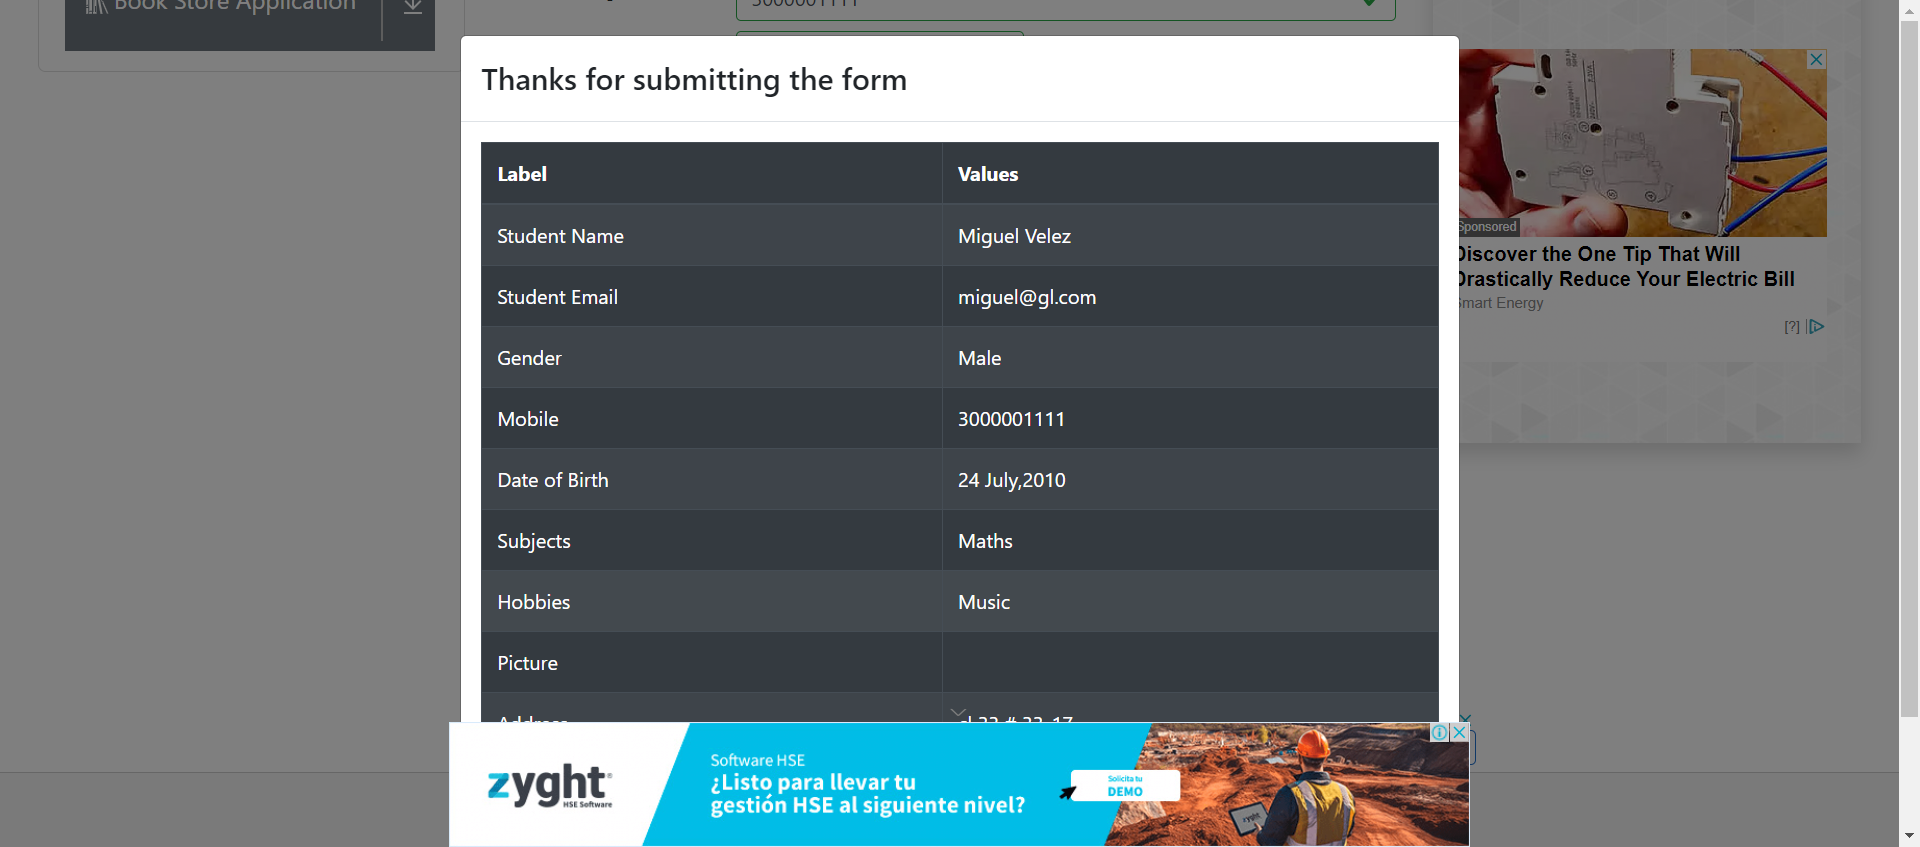 Book Store Application
3000001111
Thanks for submitting the form
Label Values
Student Name Miguel Velez
Student Email miguel@gl.com
Gender Male
Mobile 3000001111
Date of Birth 24 July,2010
Subjects Maths
Hobbies Music
Picture
Address cl 33 # 33-17
Sponsored
Discover the One Tip That Will
Drastically Reduce Your Electric Bill
Smart Energy
[?]
zyght
HSE Software
Software HSE
¿Listo para llevar tu
gestión HSE al siguiente nivel?
Solicita tu
DEMO
zyght